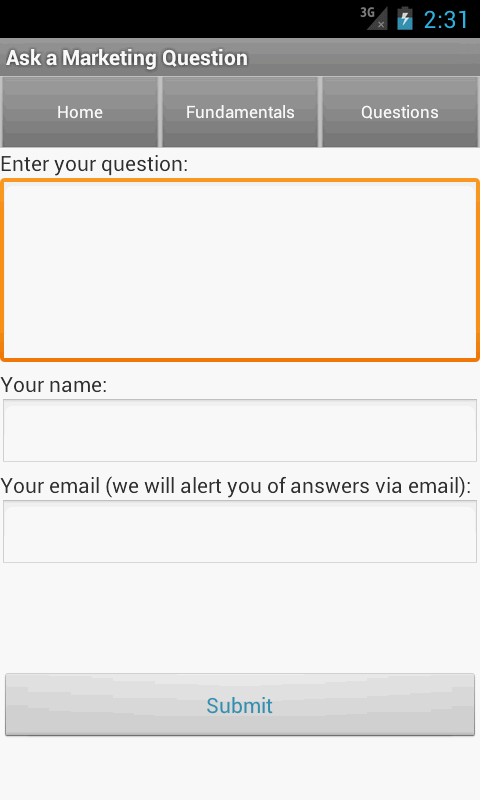 3G
2:31
Ask a Marketing Question
Home
Fundamentals
Questions
Enter your question:
Your name:
Your email (we will alert you of answers via email):
Submit